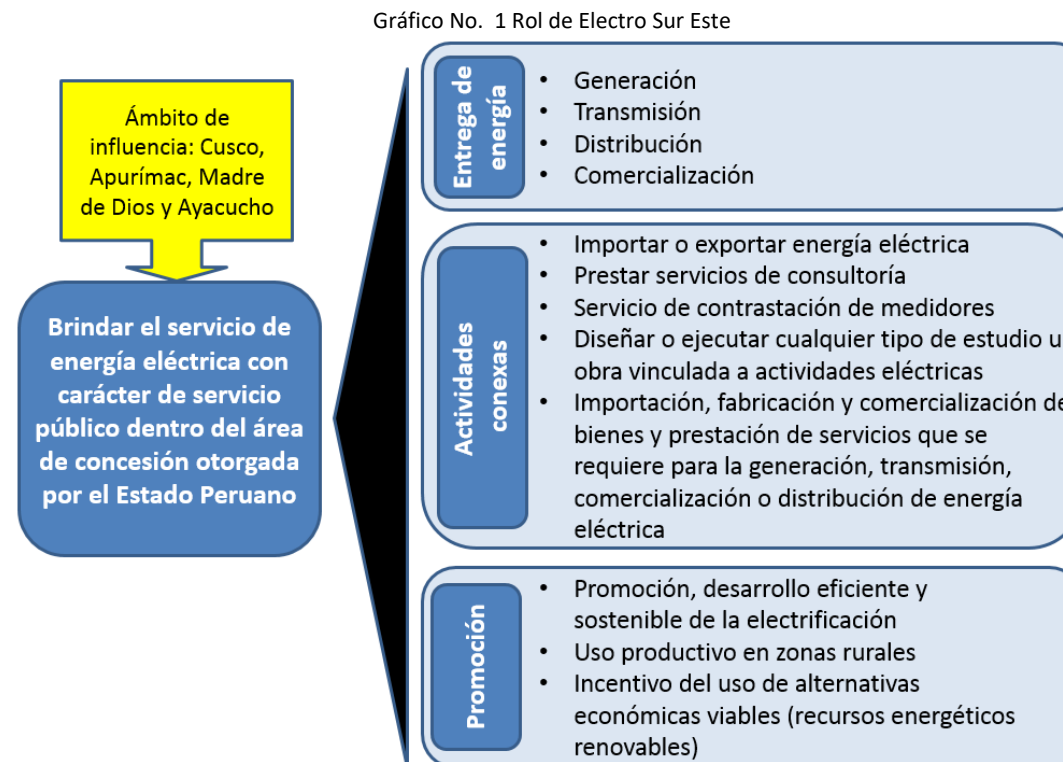 Gráfico No. 1 Rol de Electro Sur Este
Ámbito de
influencia: Cusco,
Apurímac, Madre
de Dios y Ayacucho
Brindar el servicio de
energía eléctrica con
carácter de servicio
público dentro del área
de concesión otorgada
por el Estado Peruano
Entrega de
energía
• Generación
• Transmisión
• Distribución
• Comercialización
Actividades
conexas
• Importar o exportar energía eléctrica
• Prestar servicios de consultoría
• Servicio de contrastación de medidores
• Diseñar o ejecutar cualquier tipo de estudio u
obra vinculada a actividades eléctricas
• Importación, fabricación y comercialización de
bienes y prestación de servicios que se
requiere para la generación, transmisión,
comercialización o distribución de energía
eléctrica
Promoción
• Promoción, desarrollo eficiente y
sostenible de la electrificación
• Uso productivo en zonas rurales
• Incentivo del uso de alternativas
económicas viables (recursos energéticos
renovables)